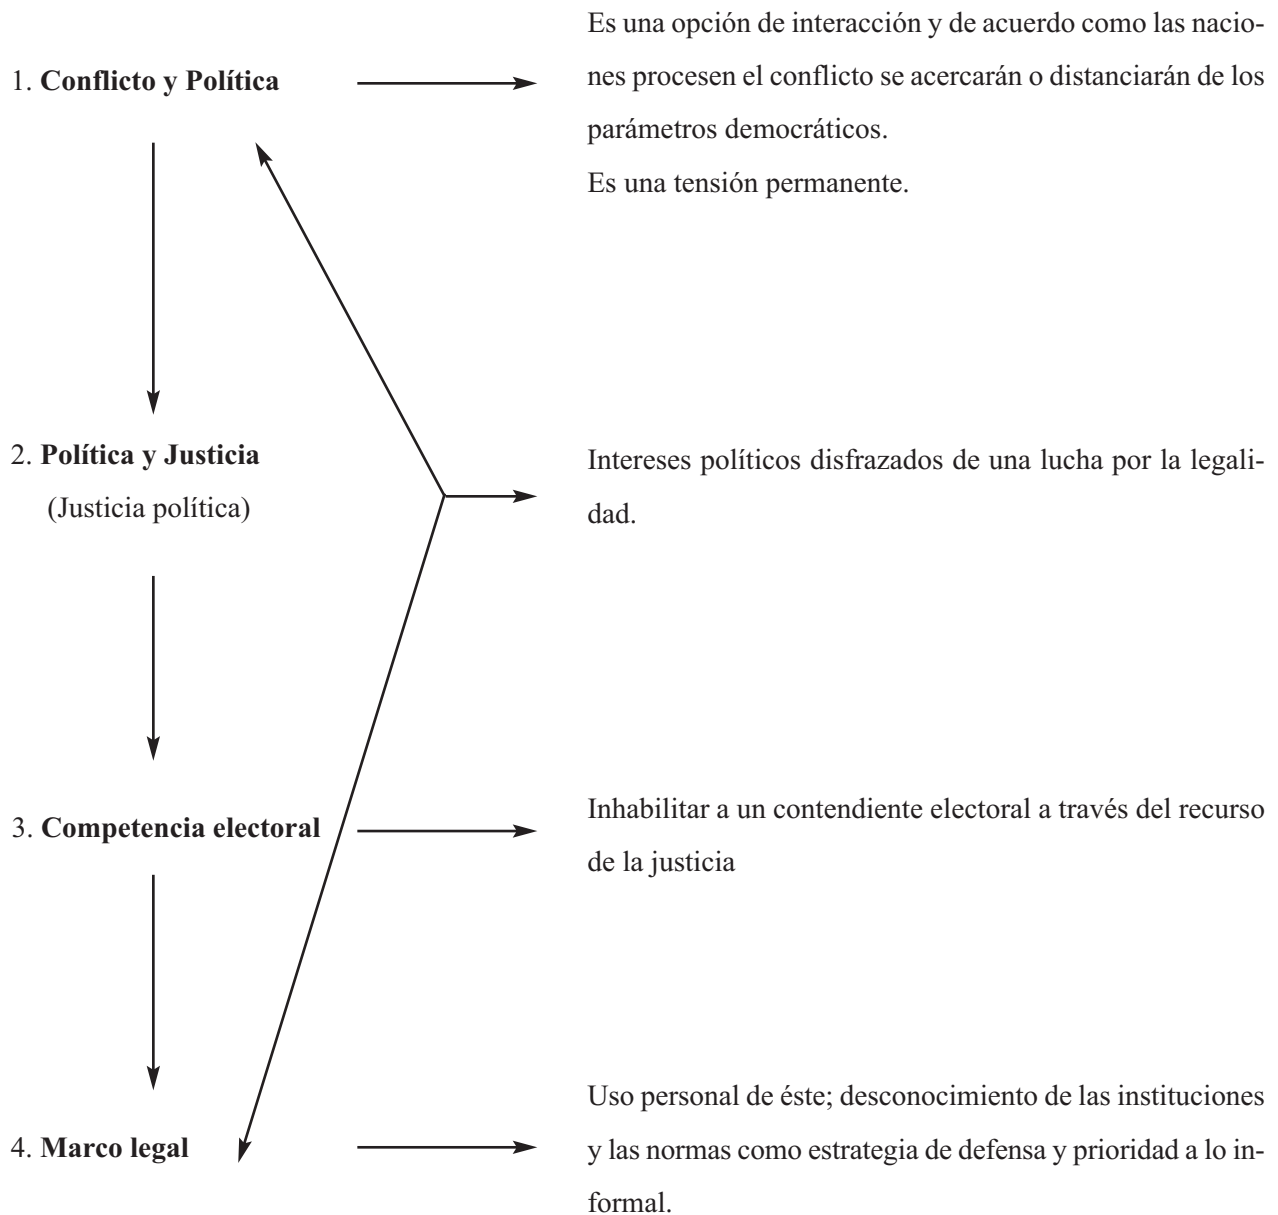 1. Conflicto y Política
Es una opción de interacción y de acuerdo como las nacio-
nes procesen el conflicto se acercarán o distanciarán de los
parámetros democráticos.
Es una tensión permanente.
2. Política y Justicia
(Justicia política)
Intereses políticos disfrazados de una lucha por la legali-
dad.
3. Competencia electoral
Inhabilitar a un contendiente electoral a través del recurso
de la justicia
4. Marco legal
Uso personal de éste; desconocimiento de las instituciones
y las normas como estrategia de defensa y prioridad a lo in-
formal.